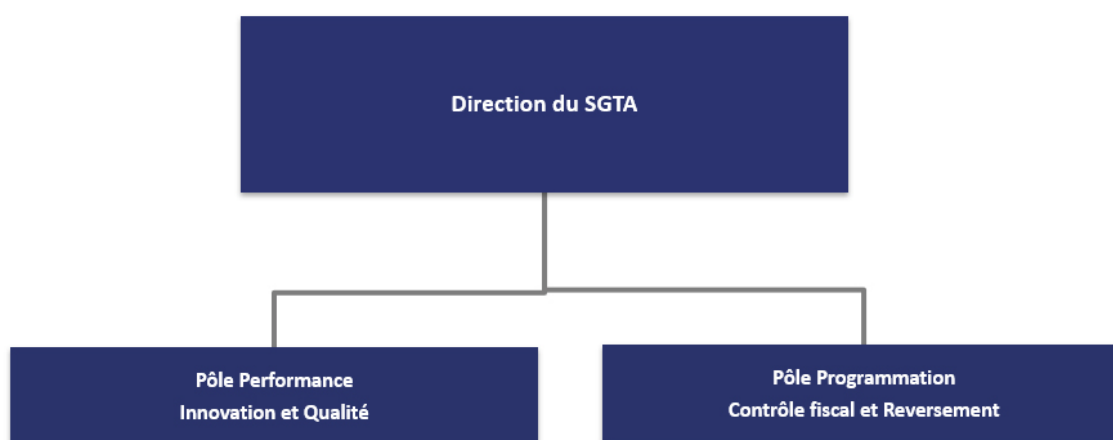 Direction du SGTA
Pôle Performance
Innovation et Qualité
Pôle Programmation
Contrôle fiscal et Reversement